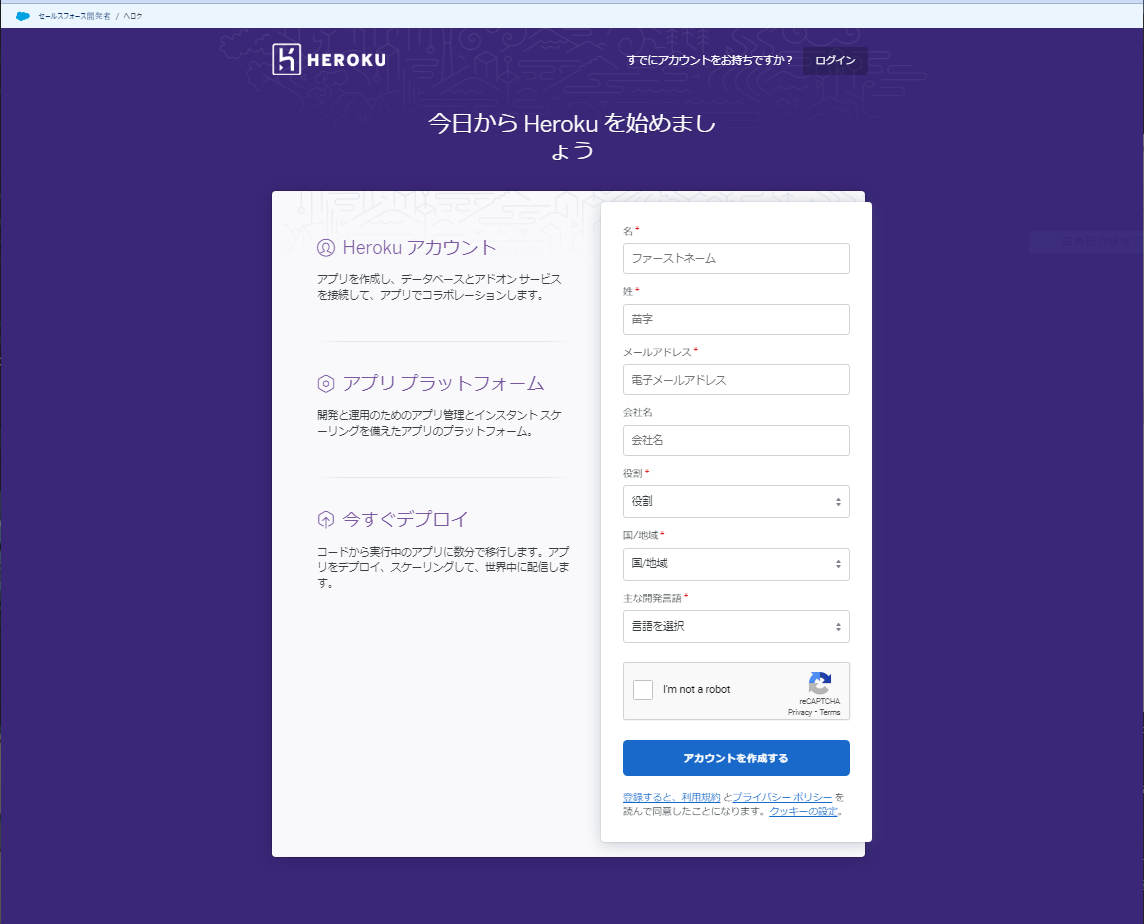 セールスフォース開発者 / ヘロク
HEROKU
すでにアカウントをお持ちですか？ ログイン
今日から Heroku を始めまし
ょう
Heroku アカウント
アプリを作成し、データベースとアドオン サービス
を接続して、アプリでコラボレーションします。
アプリ プラットフォーム
開発と運用のためのアプリ管理とインスタント スケ
ーリングを備えたアプリのプラットフォーム。
今すぐデプロイ
コードから実行中のアプリに数分で移行します。アプ
リをデプロイ、スケーリングして、世界中に配信しま
す。
名*
ファーストネーム
姓*
苗字
メールアドレス*
電子メールアドレス
会社名
会社名
役割*
役割
国/地域*
国/地域
主な開発言語*
言語を選択
I'm not a robot
reCAPTCHA
Privacy - Terms
アカウントを作成する
登録すると、利用規約 とプライバシー ポリシー を
読んで同意したことになります。クッキーの設定。